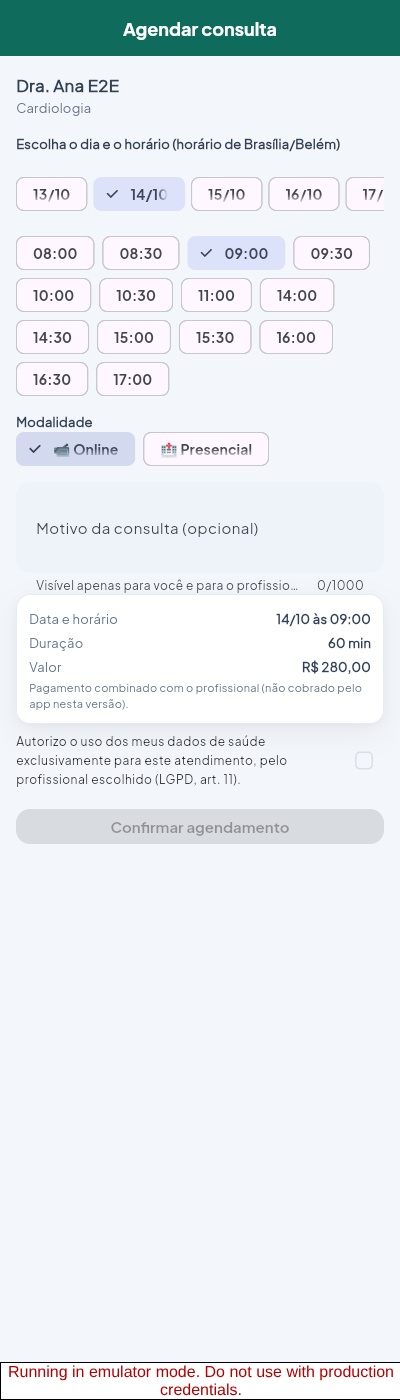 Agendar consulta
Dra. Ana E2E
Cardiologia
Escolha o dia e o horário (horário de Brasília/Belém)
13/10 14/10 15/10 16/10 17/
08:00 08:30 09:00 09:30
10:00 10:30 11:00 14:00
14:30 15:00 15:30 16:00
16:30 17:00
Modalidade
Online Presencial
Motivo da consulta (opcional)
Visível apenas para você e para o profissio... 0/1000
Data e horário 14/10 às 09:00
Duração 60 min
Valor R$ 280,00
Pagamento combinado com o profissional (não cobrado pelo
app nesta versão).
Autorizo o uso dos meus dados de saúde
exclusivamente para este atendimento, pelo
profissional escolhido (LGPD, art. 11).
Confirmar agendamento
Running in emulator mode. Do not use with production
credentials.